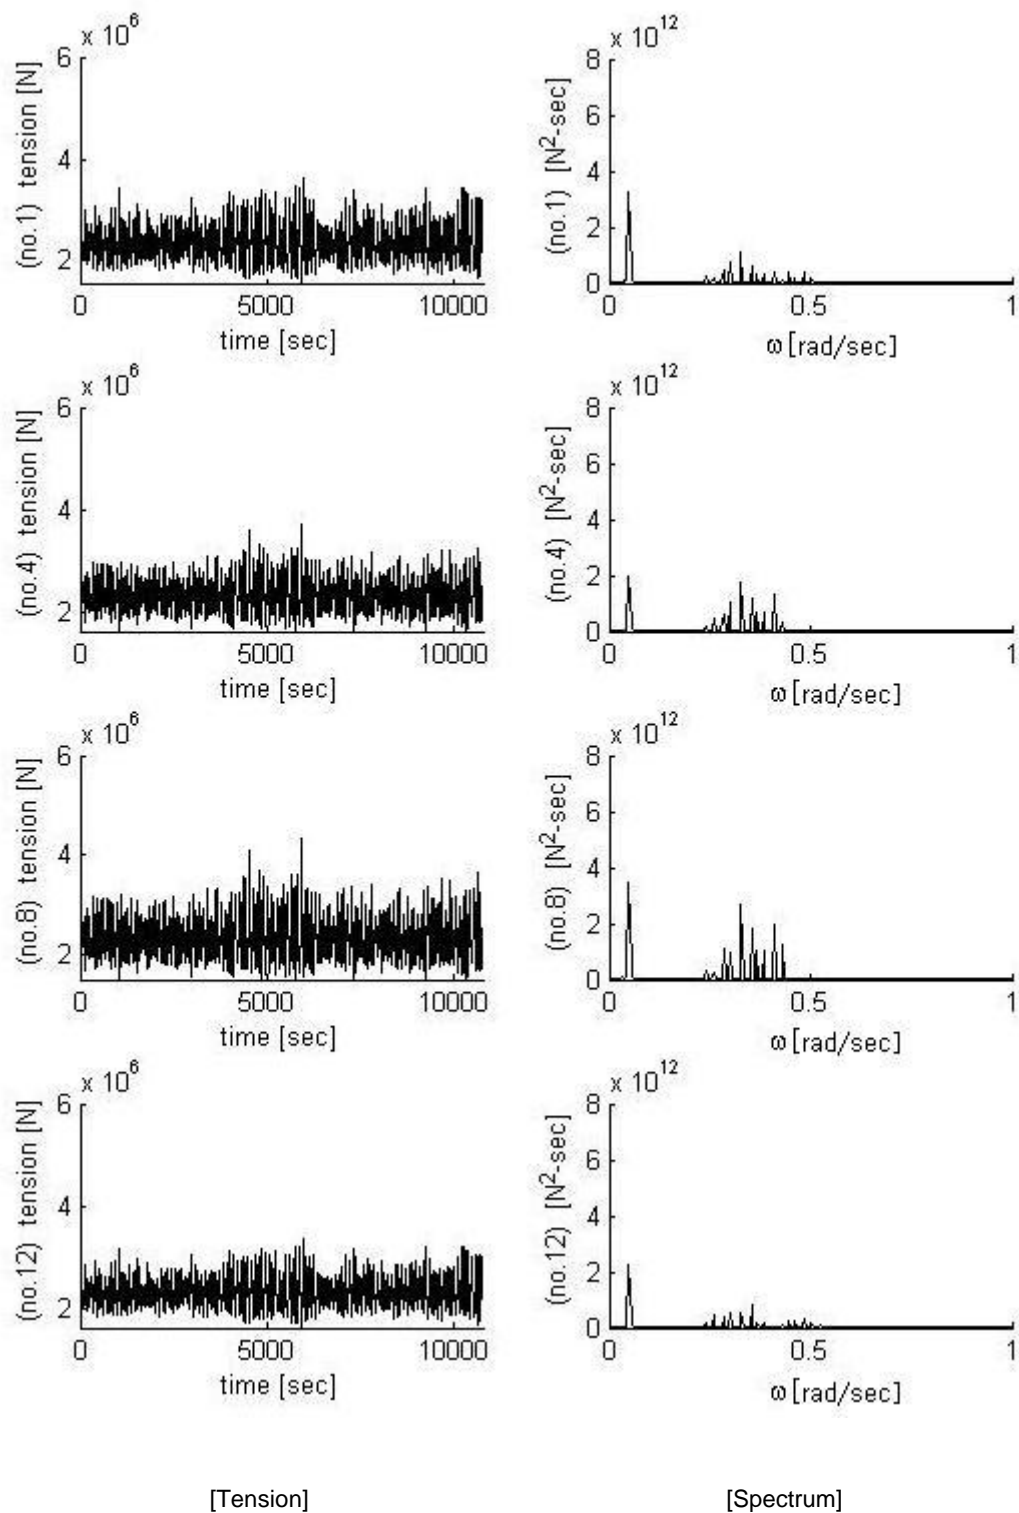 x 10^6
6
4
2
(no.1) tension [N]
0 5000 10000
time [sec]
x 10^12
8
6
4
2
0
(no.1) [N^2-sec]
0 0.5 1
ω [rad/sec]
x 10^6
6
4
2
(no.4) tension [N]
0 5000 10000
time [sec]
x 10^12
8
6
4
2
0
(no.4) [N^2-sec]
0 0.5 1
ω [rad/sec]
x 10^6
6
4
2
(no.8) tension [N]
0 5000 10000
time [sec]
x 10^12
8
6
4
2
0
(no.8) [N^2-sec]
0 0.5 1
ω [rad/sec]
x 10^6
6
4
2
(no.12) tension [N]
0 5000 10000
time [sec]
x 10^12
8
6
4
2
0
(no.12) [N^2-sec]
0 0.5 1
ω [rad/sec]
[Tension] [Spectrum]